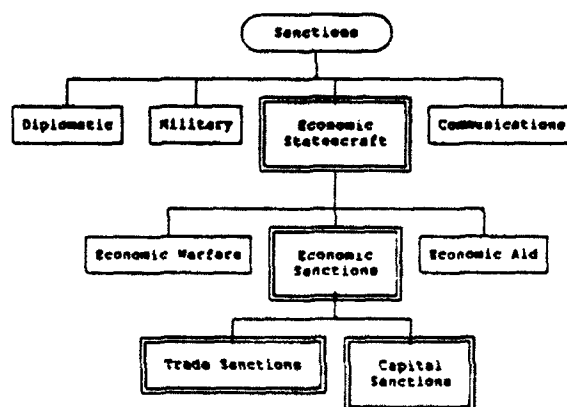 Sanctions
Diplomatic
Military
Economic
Statecraft
Communications
Economic Warfare
Economic
Sanctions
Economic Aid
Trade Sanctions
Capital
Sanctions